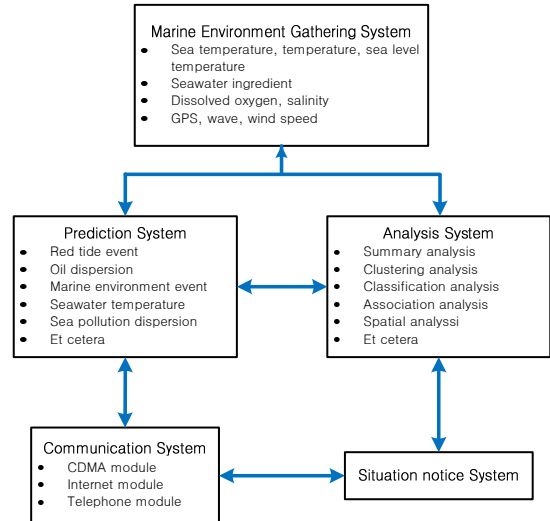 Marine Environment Gathering System
• Sea temperature, temperature, sea level
temperature
• Seawater ingredient
• Dissolved oxygen, salinity
• GPS, wave, wind speed
Prediction System
• Red tide event
• Oil dispersion
• Marine environment event
• Seawater temperature
• Sea pollution dispersion
• Et cetera
Analysis System
• Summary analysis
• Clustering analysis
• Classification analysis
• Association analysis
• Spatial analyssi
• Et cetera
Communication System
• CDMA module
• Internet module
• Telephone module
Situation notice System